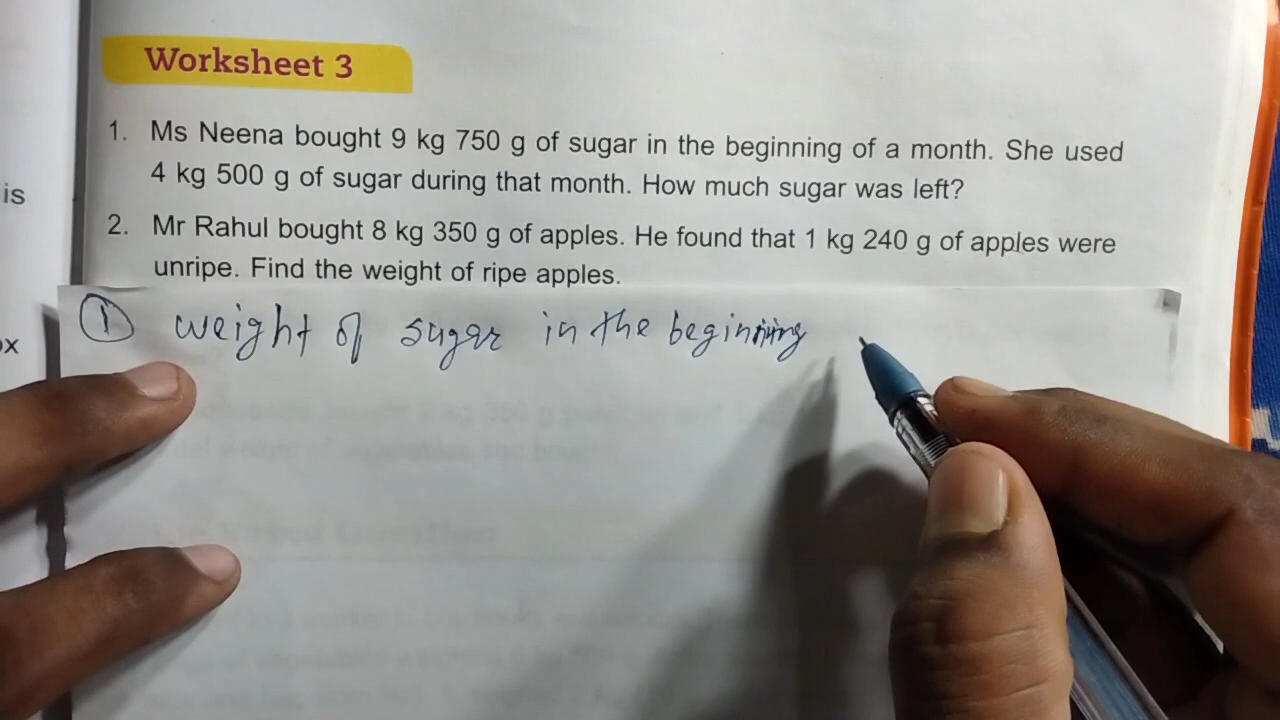 Worksheet 3
1. Ms Neena bought 9 kg 750 g of sugar in the beginning of a month. She used
4 kg 500 g of sugar during that month. How much sugar was left?
is
2. Mr Rahul bought 8 kg 350 g of apples. He found that 1 kg 240 g of apples were
unripe. Find the weight of ripe apples.
① weight of sugar in the beginning
ox